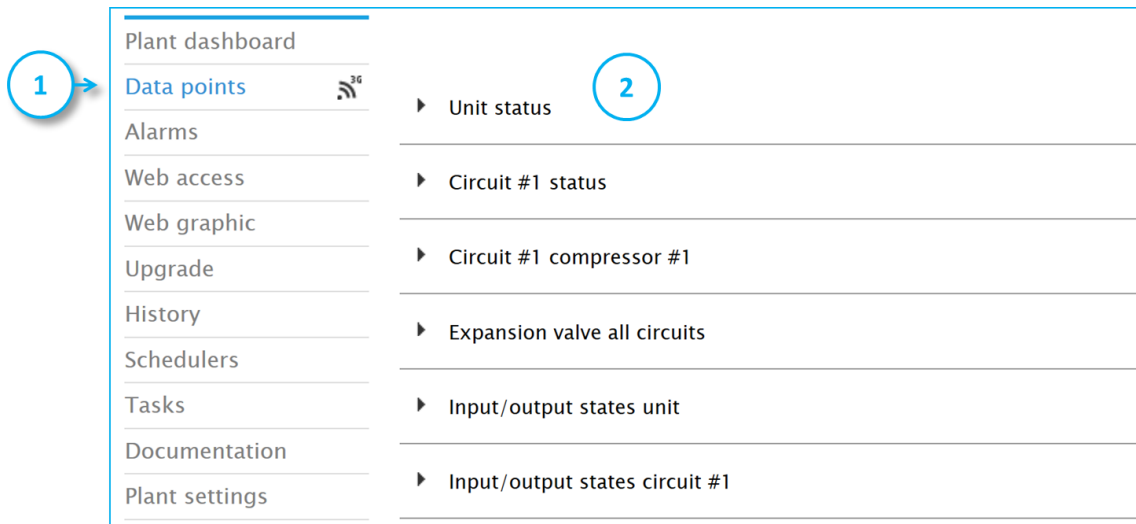 Plant dashboard
1
Data points
3G
Alarms
Web access
Web graphic
Upgrade
History
Schedulers
Tasks
Documentation
Plant settings
2
Unit status
Circuit #1 status
Circuit #1 compressor #1
Expansion valve all circuits
Input/output states unit
Input/output states circuit #1